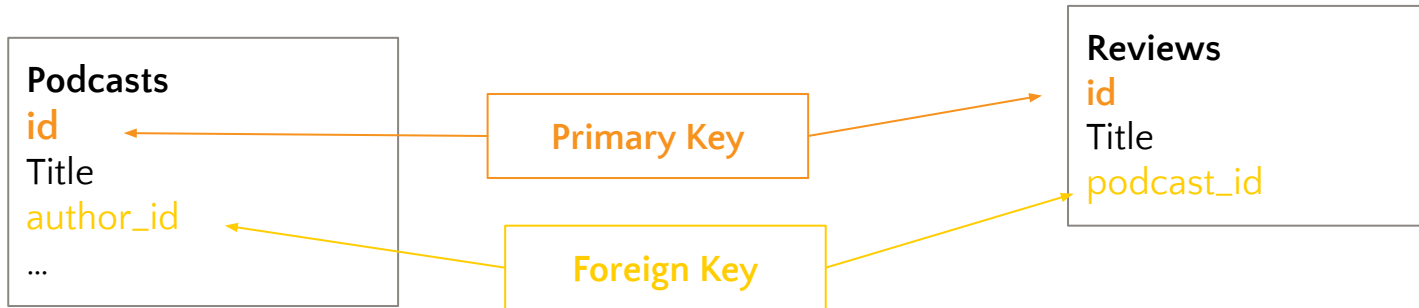 Podcasts
id
Title
author_id
...
Primary Key
Foreign Key
Reviews
id
Title
podcast_id